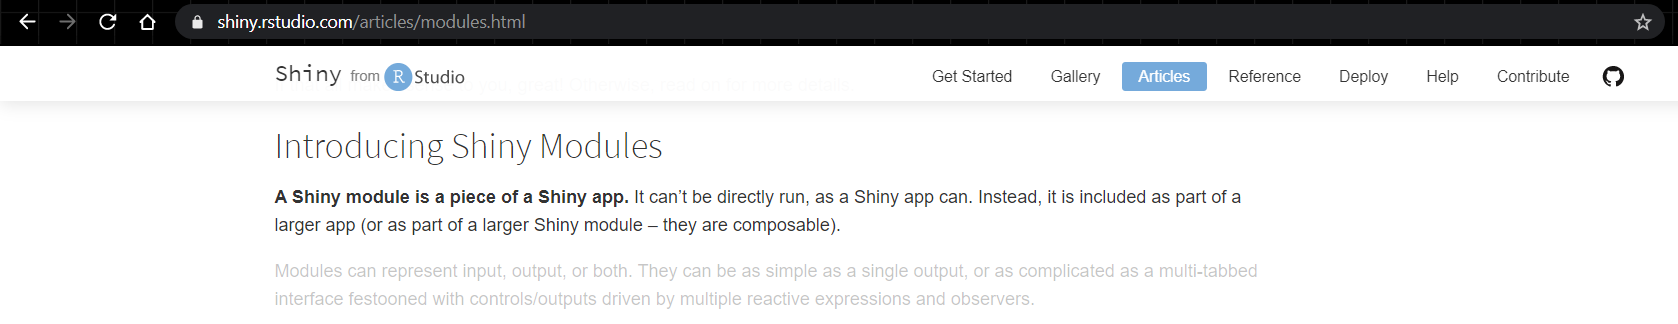 shiny.rstudio.com/articles/modules.html
Shiny from R Studio Get Started Gallery Articles Reference Deploy Help Contribute
Introducing Shiny Modules
A Shiny module is a piece of a Shiny app. It can’t be directly run, as a Shiny app can. Instead, it is included as part of a
larger app (or as part of a larger Shiny module – they are composable).
Modules can represent input, output, or both. They can be as simple as a single output, or as complicated as a multi-tabbed
interface festooned with controls/outputs driven by multiple reactive expressions and observers.